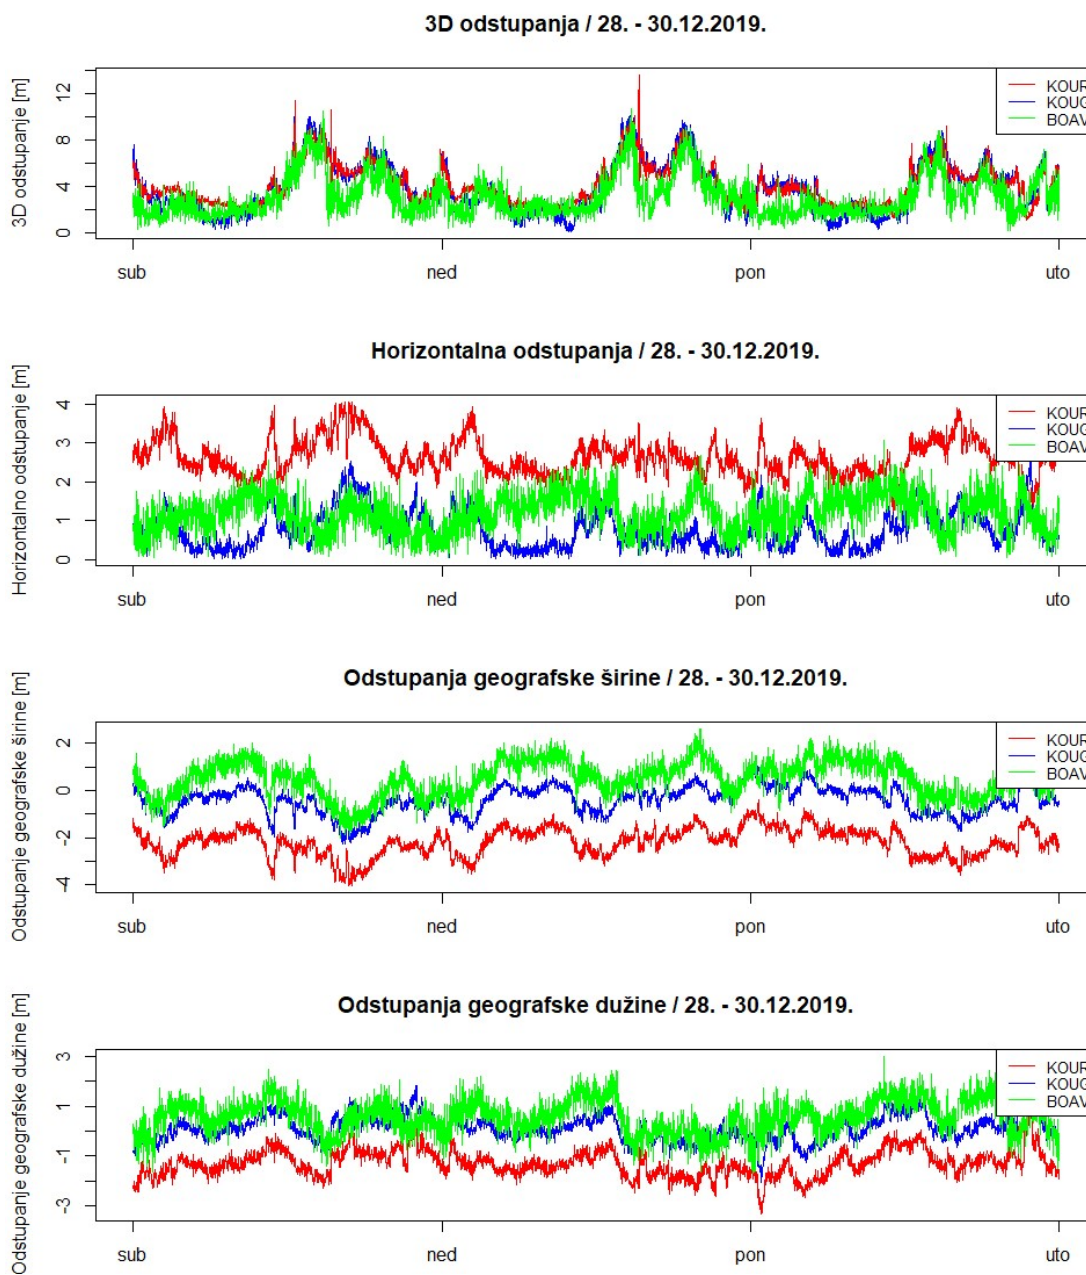 3D odstupanja / 28. - 30.12.2019.
3D odstupanje [m]
12
8
4
0
KOUR
KOUG
BOAV
sub ned pon uto
Horizontalna odstupanja / 28. - 30.12.2019.
Horizontalno odstupanje [m]
4
3
2
1
0
KOUR
KOUG
BOAV
sub ned pon uto
Odstupanja geografske širine / 28. - 30.12.2019.
Odstupanje geografske širine [m]
2
0
-2
-4
KOUR
KOUG
BOAV
sub ned pon uto
Odstupanja geografske dužine / 28. - 30.12.2019.
Odstupanje geografske dužine [m]
3
1
-1
-3
KOUR
KOUG
BOAV
sub ned pon uto